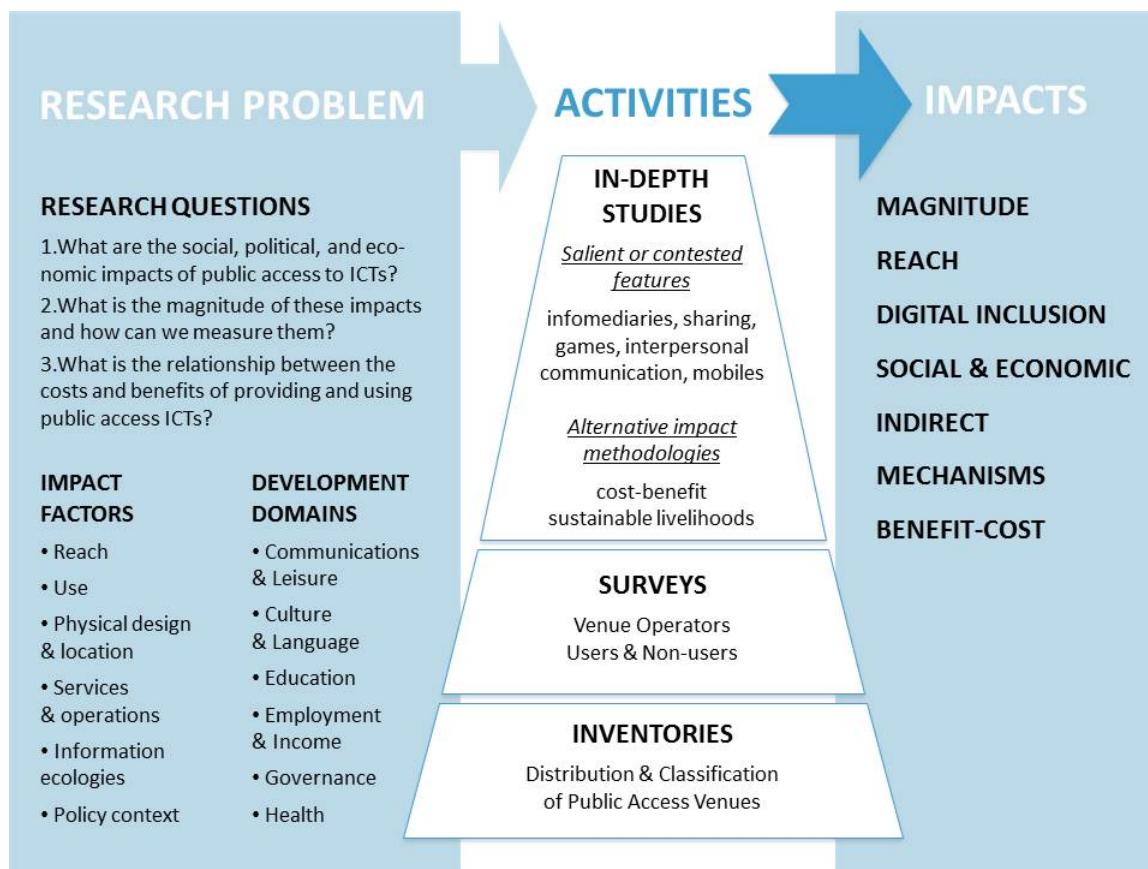 RESEARCH PROBLEM
RESEARCH QUESTIONS
1.What are the social, political, and eco-
nomic impacts of public access to ICTs?
2.What is the magnitude of these impacts
and how can we measure them?
3.What is the relationship between the
costs and benefits of providing and using
public access ICTs?
IMPACT
FACTORS
• Reach
• Use
• Physical design
& location
• Services
& operations
• Information
ecologies
• Policy context
DEVELOPMENT
DOMAINS
• Communications
& Leisure
• Culture
& Language
• Education
• Employment
& Income
• Governance
• Health
ACTIVITIES
IN-DEPTH
STUDIES
Salient or contested
features
infomediaries, sharing,
games, interpersonal
communication, mobiles
Alternative impact
methodologies
cost-benefit
sustainable livelihoods
SURVEYS
Venue Operators
Users & Non-users
INVENTORIES
Distribution & Classification
of Public Access Venues
IMPACTS
MAGNITUDE
REACH
DIGITAL INCLUSION
SOCIAL & ECONOMIC
INDIRECT
MECHANISMS
BENEFIT-COST